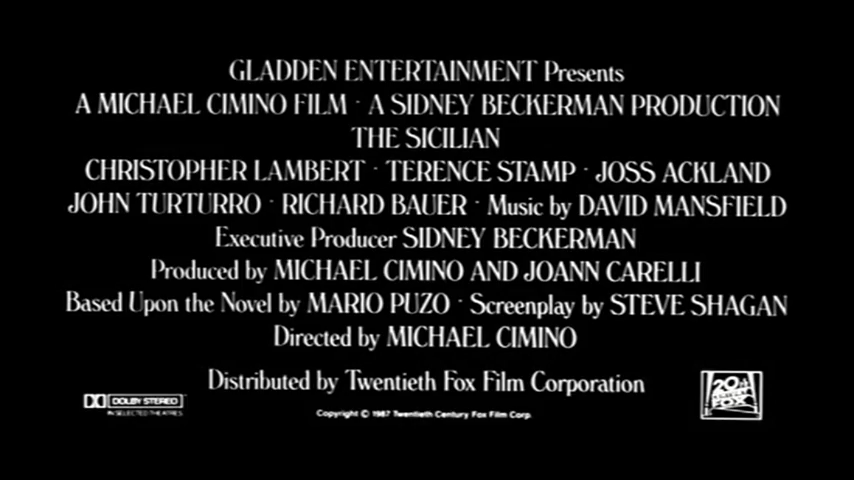 GLADDEN ENTERTAINMENT Presents
A MICHAEL CIMINO FILM · A SIDNEY BECKERMAN PRODUCTION
THE SICILIAN
CHRISTOPHER LAMBERT · TERENCE STAMP · JOSS ACKLAND
JOHN TURTURRO · RICHARD BAUER · Music by DAVID MANSFIELD
Executive Producer SIDNEY BECKERMAN
Produced by MICHAEL CIMINO AND JOANN CARELLI
Based Upon the Novel by MARIO PUZO · Screenplay by STEVE SHAGAN
Directed by MICHAEL CIMINO
Distributed by Twentieth Fox Film Corporation
DOLBY STEREO
IN SELECTED THEATRES
Copyright © 1987 Twentieth Century Fox Film Corp.
20th
CENTURY
FOX